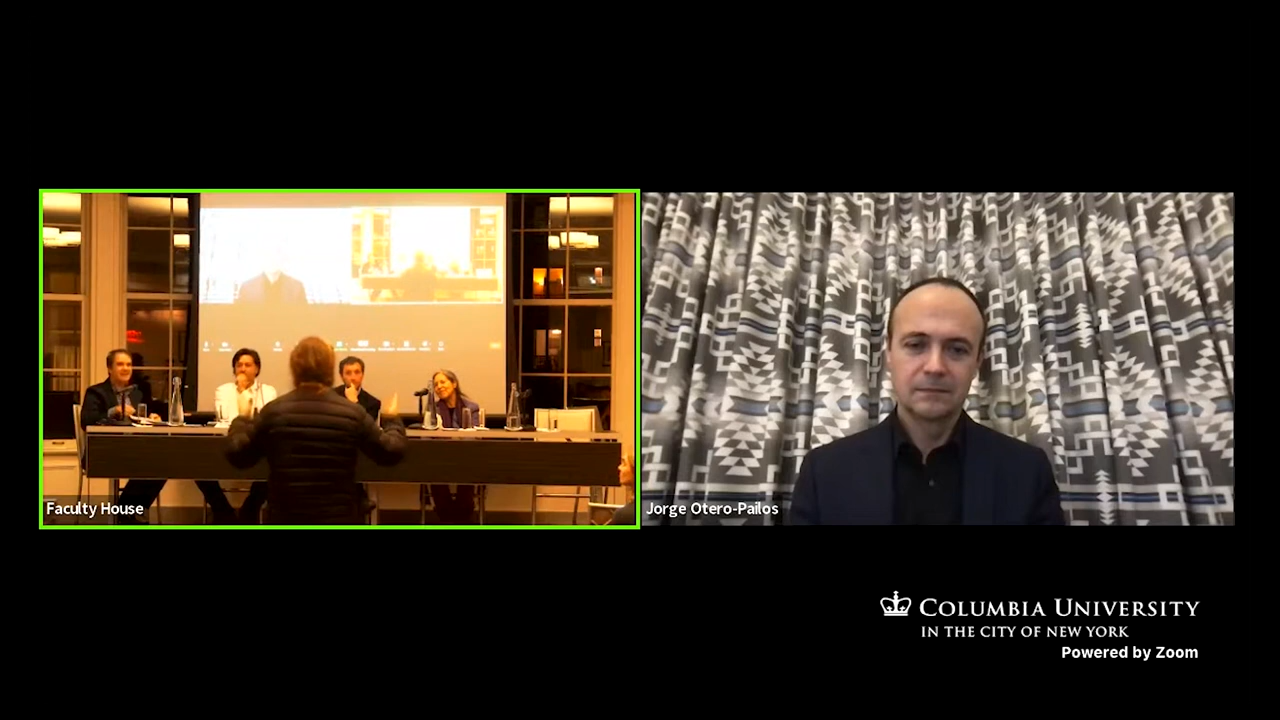 Faculty House
Jorge Otero-Pailos
COLUMBIA UNIVERSITY
IN THE CITY OF NEW YORK
Powered by Zoom